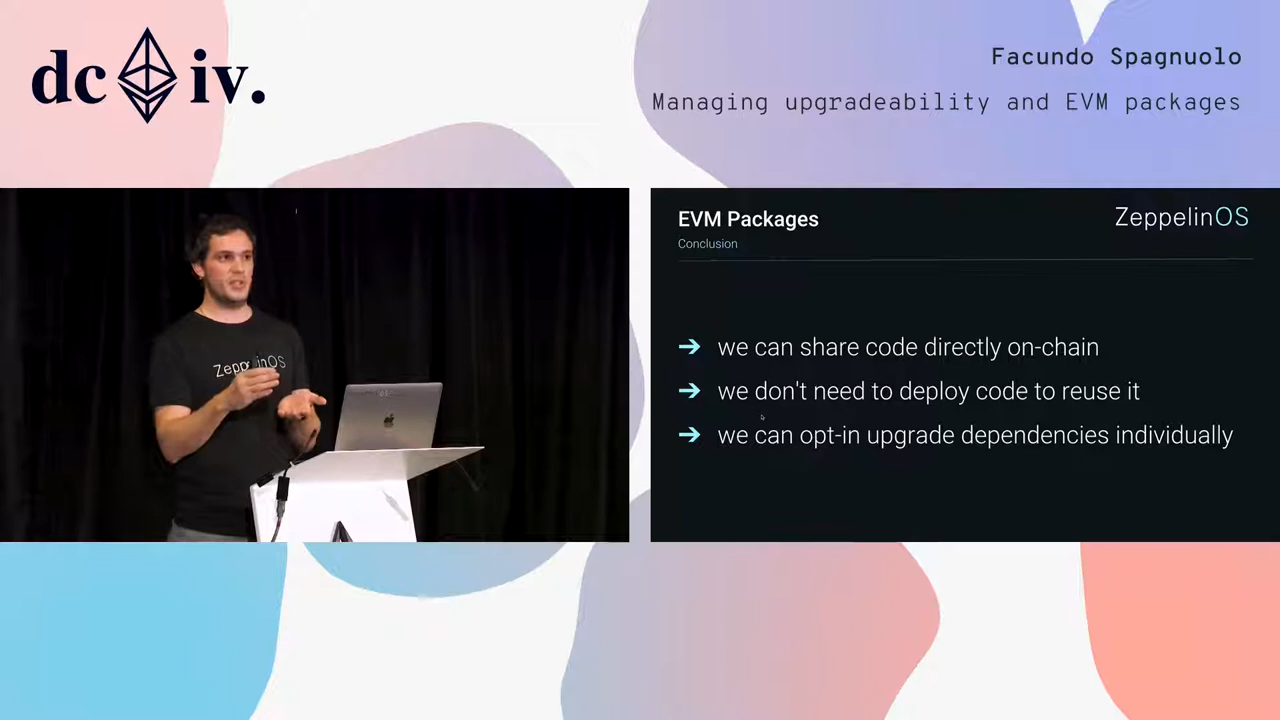 dc iv.
Facundo Spagnuolo
Managing upgradeability and EVM packages
ZeppelinOS
EVM Packages
ZeppelinOS
Conclusion
➔ we can share code directly on-chain
➔ we don't need to deploy code to reuse it
➔ we can opt-in upgrade dependencies individually